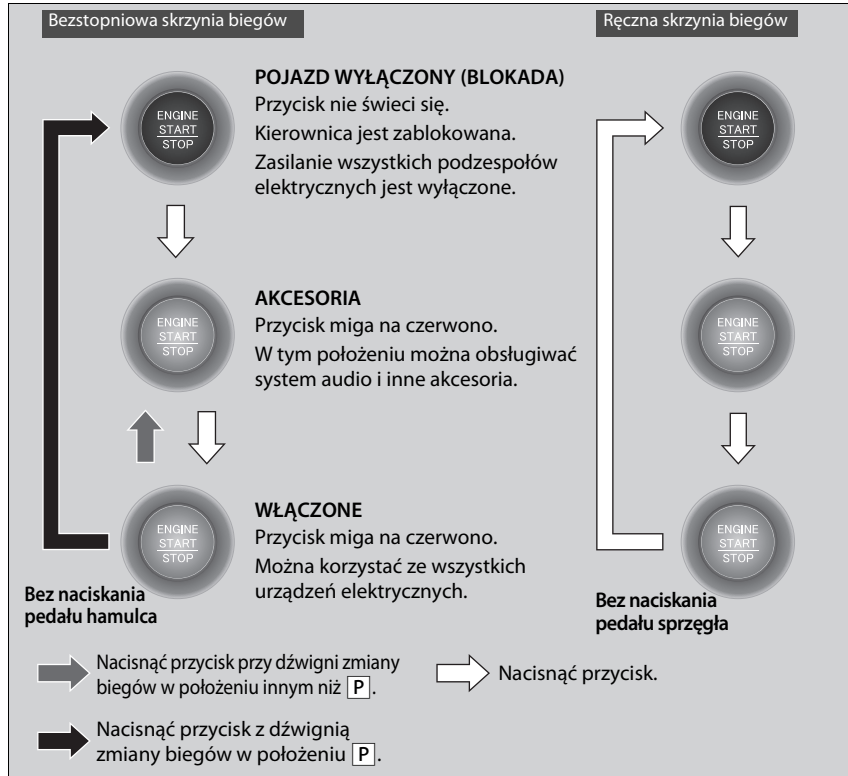 Bezstopniowa skrzynia biegów
Ręczna skrzynia biegów
ENGINE
START
STOP
POJAZD WYŁĄCZONY (BLOKADA)
Przycisk nie świeci się.
Kierownica jest zablokowana.
Zasilanie wszystkich podzespołów
elektrycznych jest wyłączone.
ENGINE
START
STOP
ENGINE
START
STOP
AKCESORIA
Przycisk miga na czerwono.
W tym położeniu można obsługiwać
system audio i inne akcesoria.
ENGINE
START
STOP
ENGINE
START
STOP
WŁĄCZONE
Przycisk miga na czerwono.
Można korzystać ze wszystkich
urządzeń elektrycznych.
ENGINE
START
STOP
Bez naciskania
pedału hamulca
Bez naciskania
pedału sprzęgła
Nacisnąć przycisk przy dźwigni zmiany
biegów w położeniu innym niż P.
Nacisnąć przycisk.
Nacisnąć przycisk z dźwignią
zmiany biegów w położeniu P.